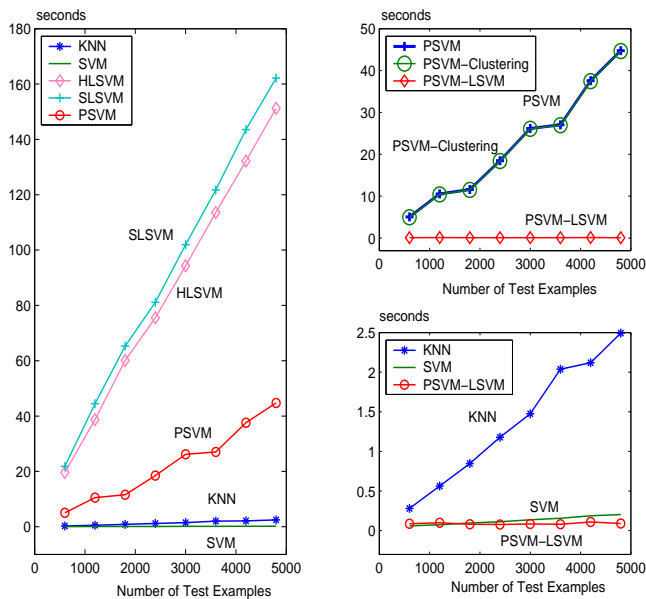 seconds
180
160
140
120
100
80
60
40
20
0
KNN
SVM
HLSVM
SLSVM
PSVM
SLSVM
HLSVM
PSVM
KNN
SVM
0 1000 2000 3000 4000 5000
Number of Test Examples
seconds
50
40
30
20
10
0
PSVM
PSVM-Clustering
PSVM-LSVM
PSVM
PSVM-Clustering
PSVM-LSVM
0 1000 2000 3000 4000 5000
Number of Test Examples
seconds
2.5
2
1.5
1
0.5
0
KNN
SVM
PSVM-LSVM
KNN
SVM
PSVM-LSVM
0 1000 2000 3000 4000 5000
Number of Test Examples